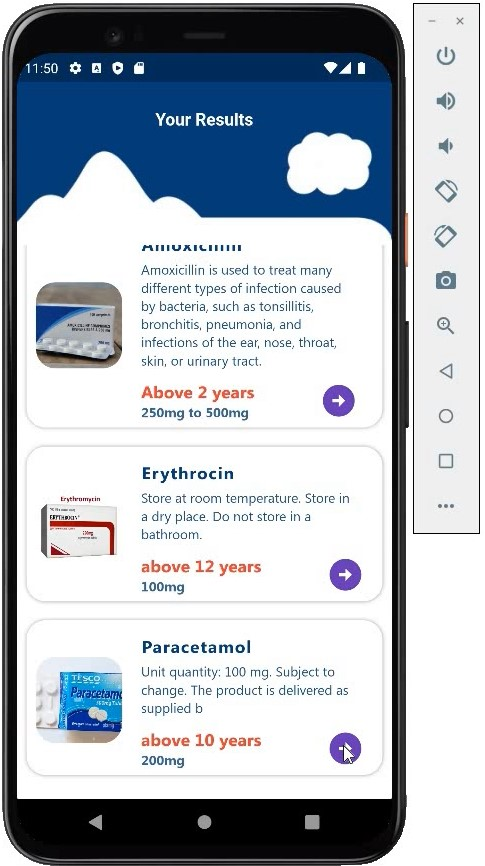 11:50
Your Results
Amoxicillin
Amoxicillin is used to treat many
different types of infection caused
by bacteria, such as tonsillitis,
bronchitis, pneumonia, and
infections of the ear, nose, throat,
skin, or urinary tract.
Above 2 years
250mg to 500mg
Erythromycin
ERYTHROCIN
Erythrocin
Store at room temperature. Store in
a dry place. Do not store in a
bathroom.
above 12 years
100mg
TESCO
Paracetamo
Paracetamol
Unit quantity: 100 mg. Subject to
change. The product is delivered as
supplied b
above 10 years
200mg